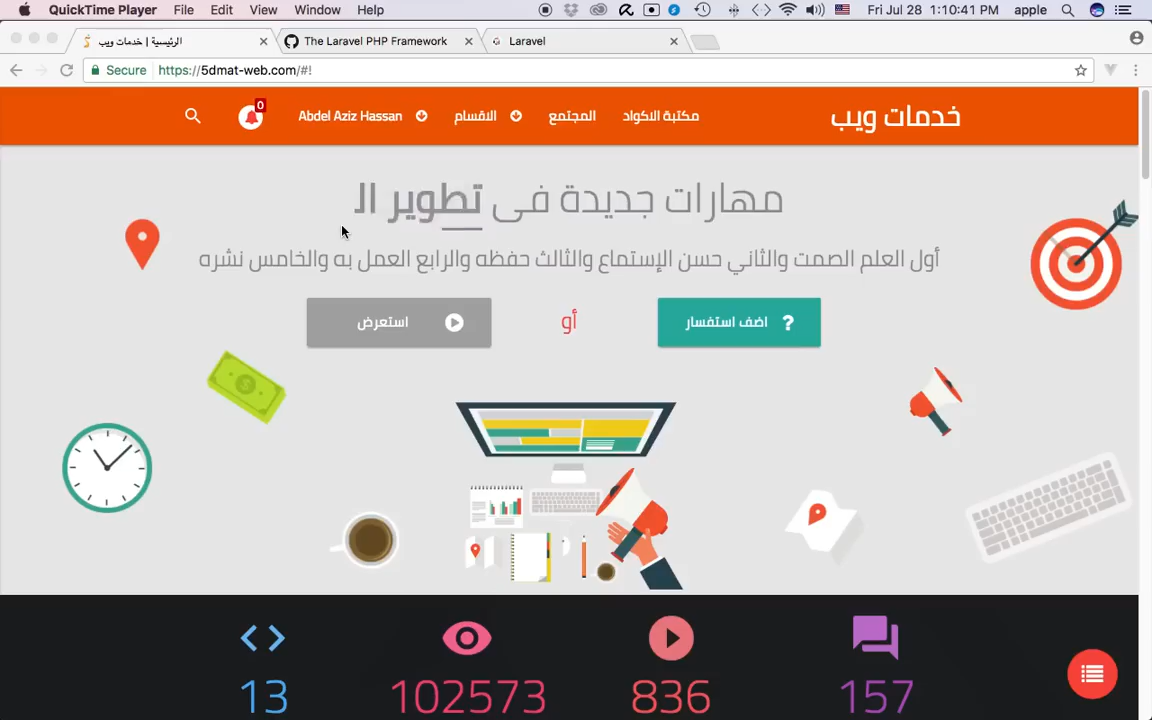 QuickTime Player File Edit View Window Help Fri Jul 28 1:10:41 PM apple
الرئيسية | خدمات ويب The Laravel PHP Framework Laravel
Secure https://5dmat-web.com/#!
خدمات ويب مكتبة الاكواد المجتمع الاقسام Abdel Aziz Hassan 0
مهارات جديدة فى تطوير ال
أول العلم الصمت والثاني حسن الإستماع والثالث حفظه والرابع العمل به والخامس نشره
اضف استفسار ?
أو
استعرض
13 102573 836 157